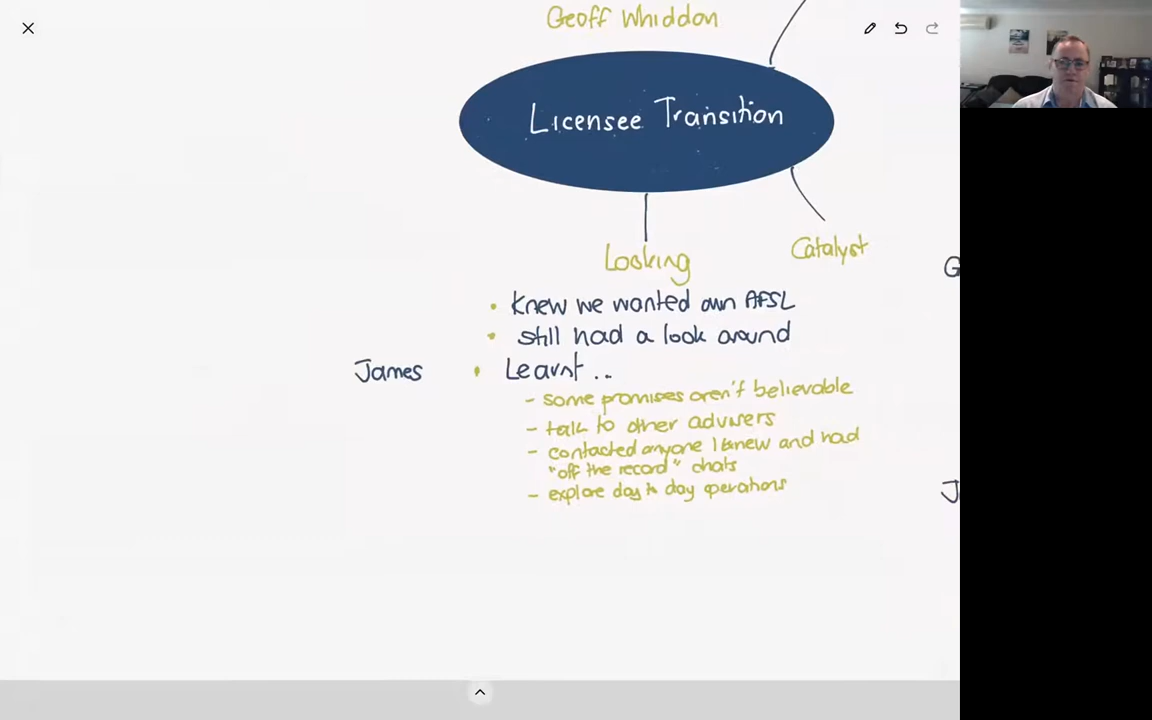 Geoff Whiddon
Licensee Transition
Looking
Catalyst
G
• Knew we wanted own AFSL
• still had a look around
James • Learnt ..
- some promises aren't believable
- talk to other advisers
- contacted anyone I knew and had
"off the record" chats
- explore day to day operations
J